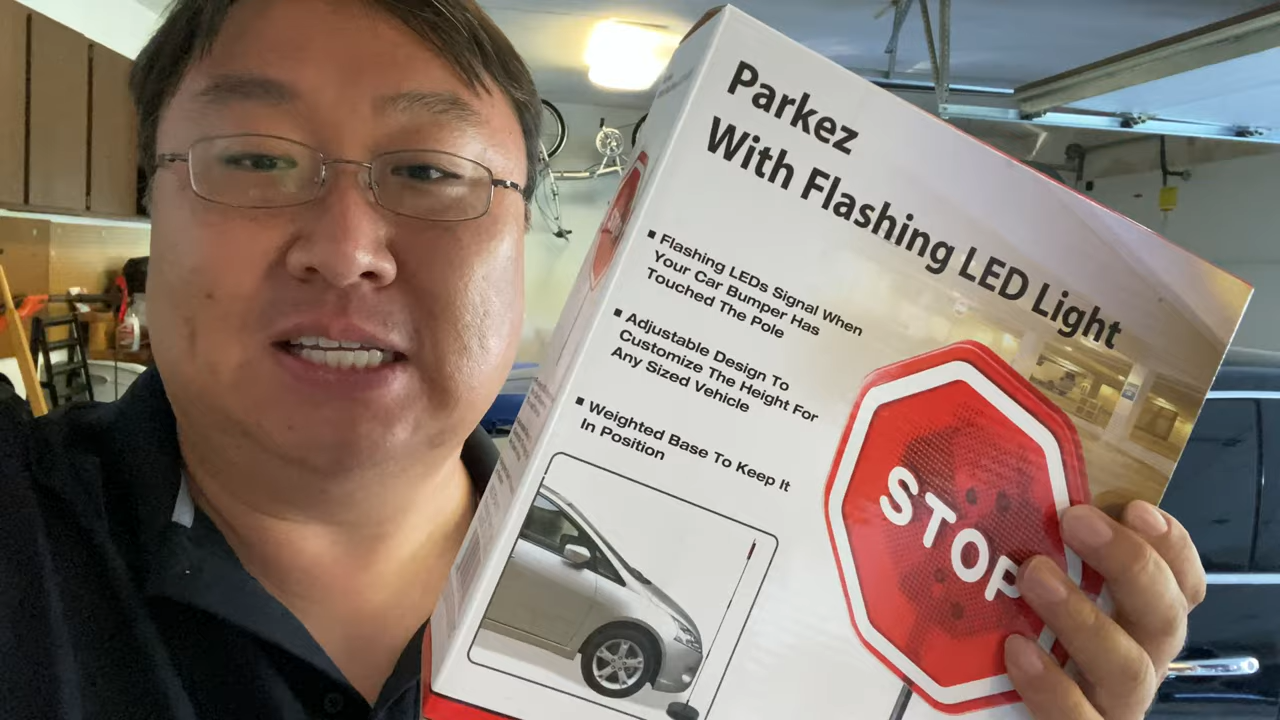 Parkez
With Flashing LED Light
▪ Flashing LEDs Signal When
Your Car Bumper Has
Touched The Pole
▪ Adjustable Design To
Customize The Height For
Any Sized Vehicle
▪ Weighted Base To Keep It
In Position
STOP